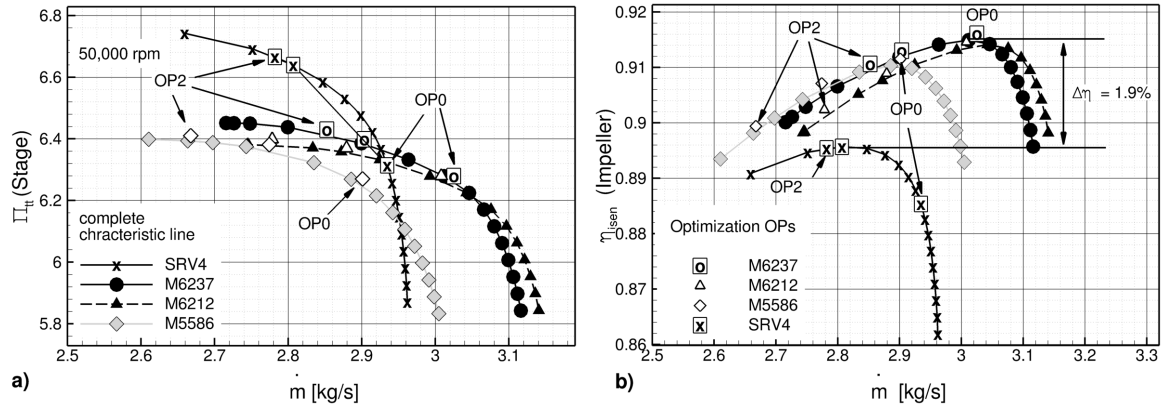 6.8
6.6
6.4
6.2
6
5.8
Π_tt (Stage)
50,000 rpm
OP2
OP0
OP0
complete
chracteristic line
SRV4
M6237
M6212
M5586
2.5 2.6 2.7 2.8 2.9 3 3.1
a)
ṁ [kg/s]
0.92
0.91
0.9
0.89
0.88
0.87
0.86
η_isen (Impeller)
OP0
OP2
Δη = 1.9%
OP0
OP2
Optimization OPs
M6237
M6212
M5586
SRV4
2.5 2.6 2.7 2.8 2.9 3 3.1 3.2 3.3
b)
ṁ [kg/s]